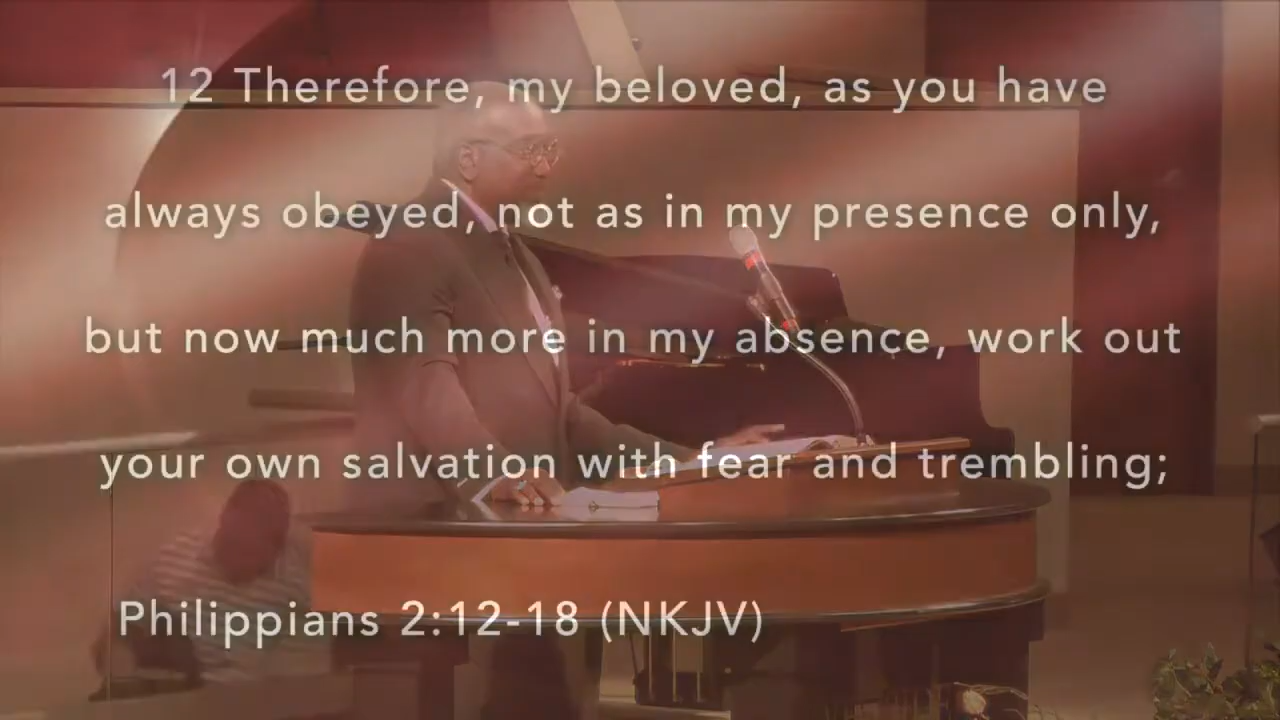 12 Therefore, my beloved, as you have
always obeyed, not as in my presence only,
but now much more in my absence, work out
your own salvation with fear and trembling;
Philippians 2:12-18 (NKJV)